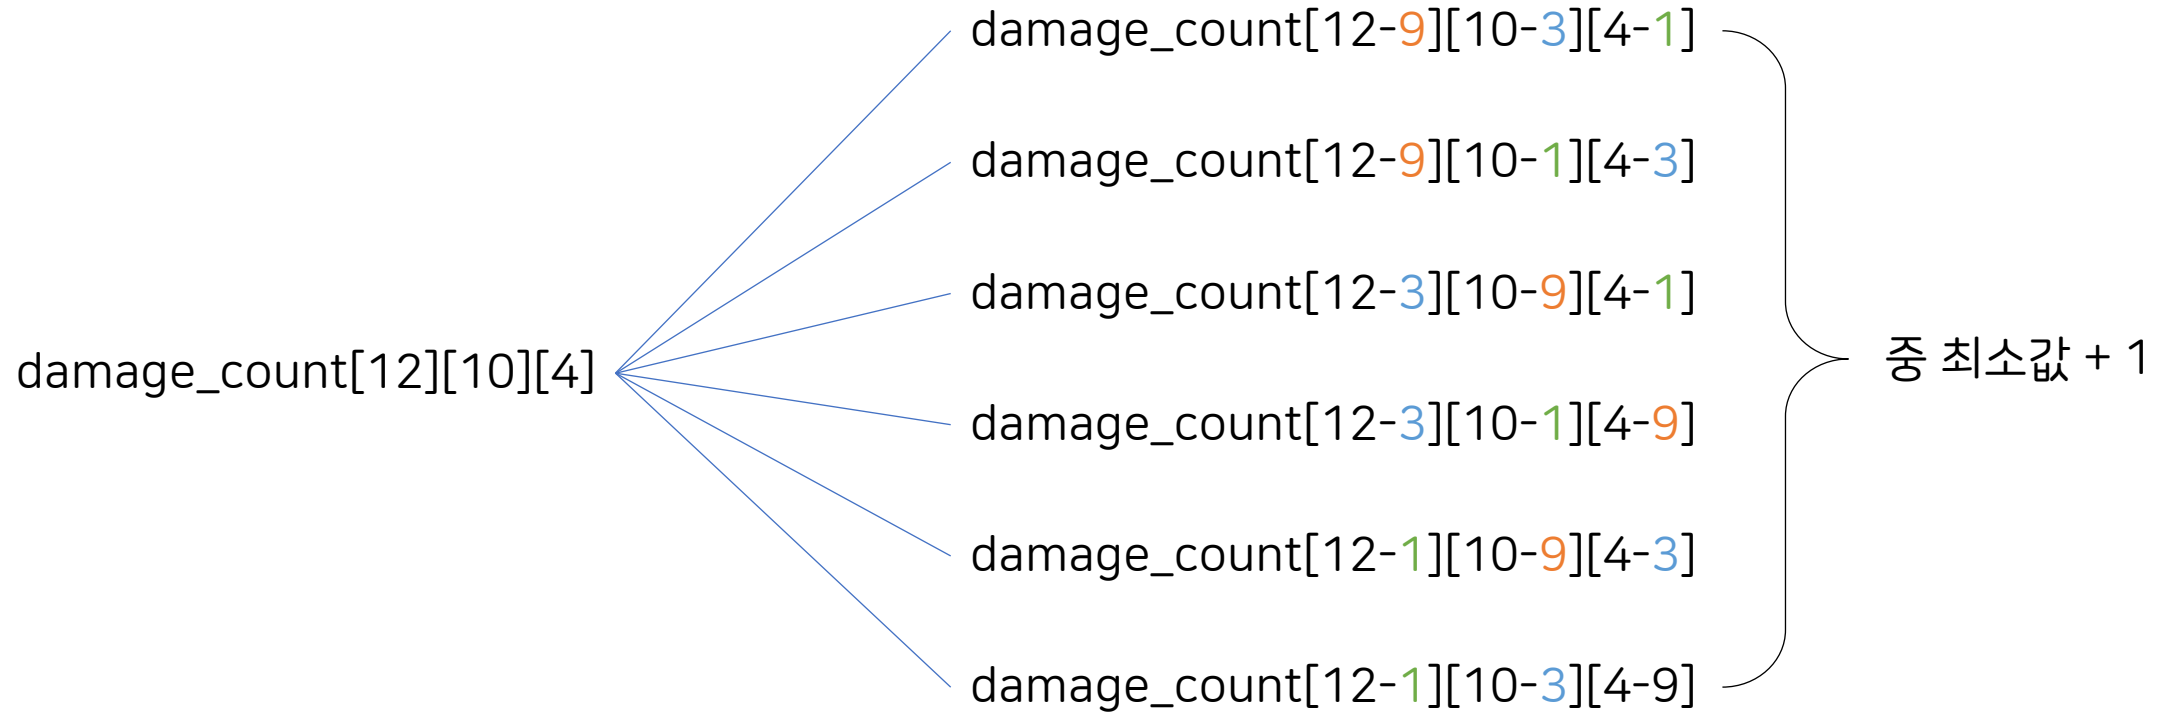 damage_count[12-9][10-3][4-1]
damage_count[12-9][10-1][4-3]
damage_count[12-3][10-9][4-1]
damage_count[12][10][4]
중 최소값 + 1
damage_count[12-3][10-1][4-9]
damage_count[12-1][10-9][4-3]
damage_count[12-1][10-3][4-9]